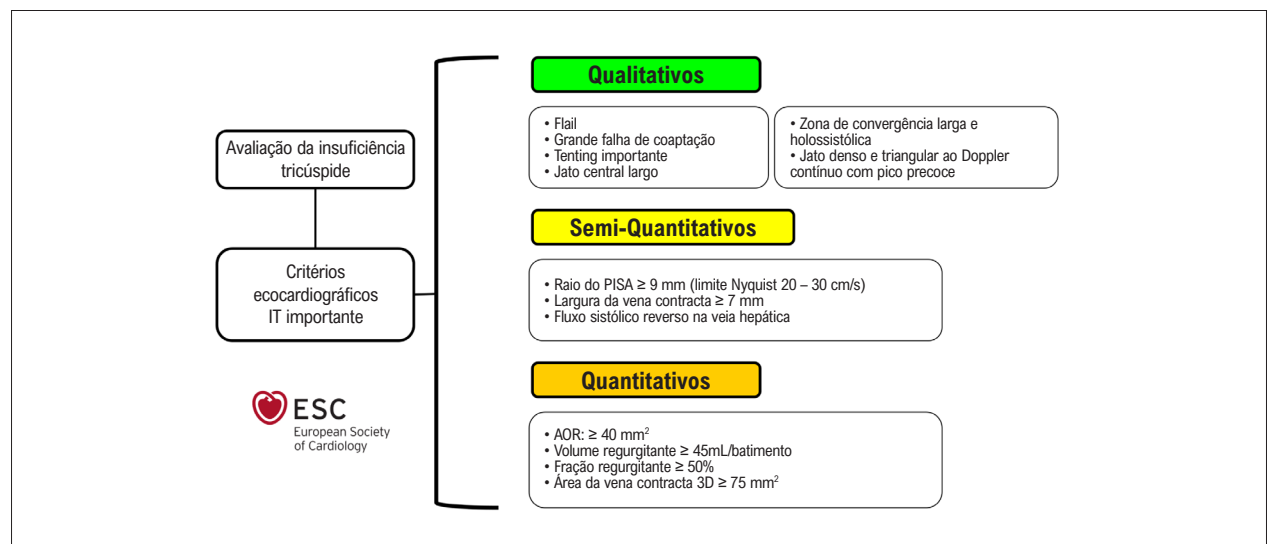 Avaliação da insuficiência
tricúspide
Critérios
ecocardiográficos
IT importante
ESC
European Society
of Cardiology
Qualitativos
• Flail
• Grande falha de coaptação
• Tenting importante
• Jato central largo
• Zona de convergência larga e
holossistólica
• Jato denso e triangular ao Doppler
contínuo com pico precoce
Semi-Quantitativos
• Raio do PISA ≥ 9 mm (limite Nyquist 20 – 30 cm/s)
• Largura da vena contracta ≥ 7 mm
• Fluxo sistólico reverso na veia hepática
Quantitativos
• AOR: ≥ 40 mm²
• Volume regurgitante ≥ 45mL/batimento
• Fração regurgitante ≥ 50%
• Área da vena contracta 3D ≥ 75 mm²